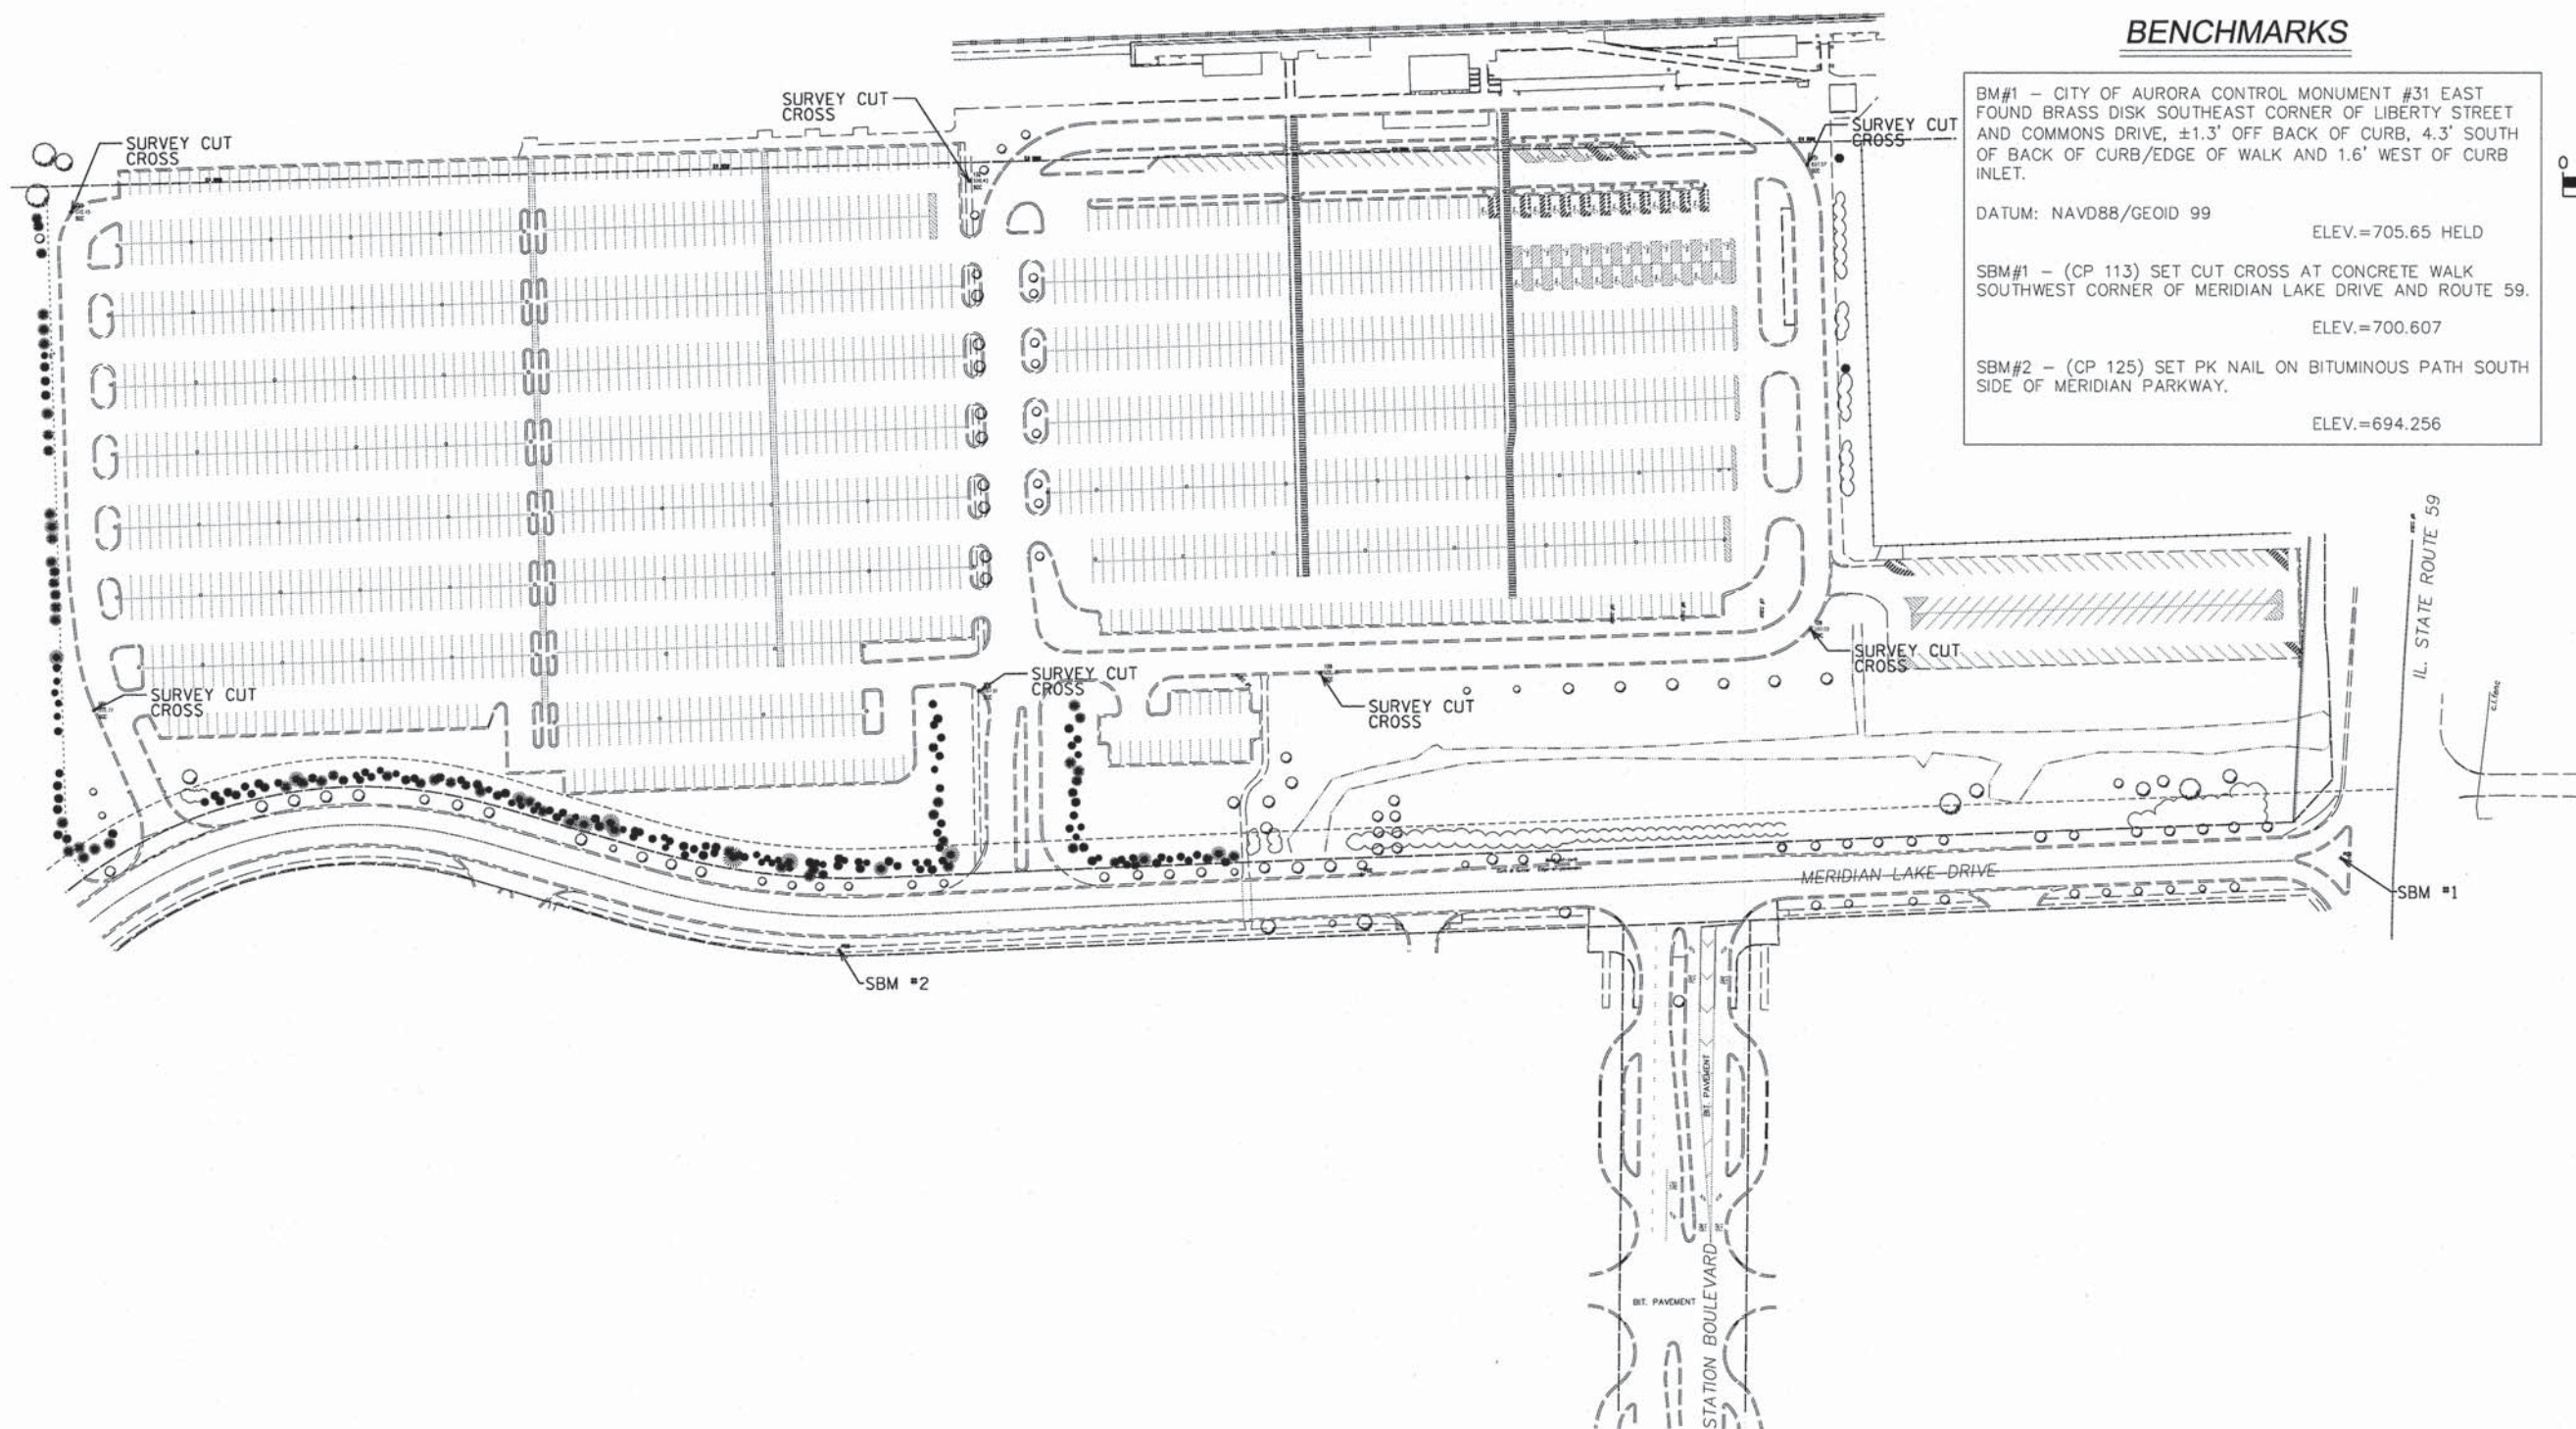 BENCHMARKS
BM#1 – CITY OF AURORA CONTROL MONUMENT #31 EAST
FOUND BRASS DISK SOUTHEAST CORNER OF LIBERTY STREET
AND COMMONS DRIVE, ±1.3' OFF BACK OF CURB, 4.3' SOUTH
OF BACK OF CURB/EDGE OF WALK AND 1.6' WEST OF CURB
INLET.
DATUM: NAVD88/GEOID 99
ELEV.=705.65 HELD
SBM#1 – (CP 113) SET CUT CROSS AT CONCRETE WALK
SOUTHWEST CORNER OF MERIDIAN LAKE DRIVE AND ROUTE 59.
ELEV.=700.607
SBM#2 – (CP 125) SET PK NAIL ON BITUMINOUS PATH SOUTH
SIDE OF MERIDIAN PARKWAY.
ELEV.=694.256
0
SURVEY CUT
CROSS
SURVEY CUT
CROSS
SURVEY CUT
CROSS
IL. STATE ROUTE 59
SURVEY CUT
CROSS
SURVEY CUT
CROSS
SURVEY CUT
CROSS
SURVEY CUT
CROSS
MERIDIAN LAKE DRIVE
SBM #1
SBM #2
BIT. PAVEMENT
BIT. PAVEMENT
STATION BOULEVARD